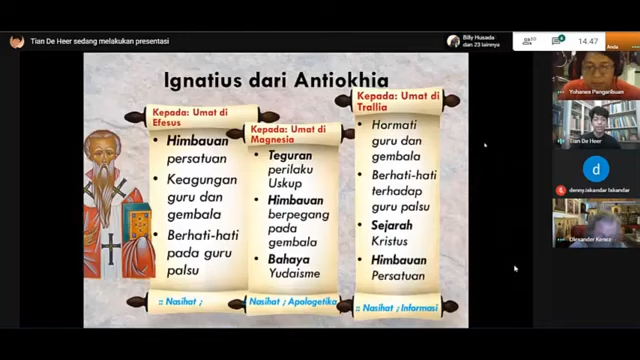 Tian De Heer sedang melakukan presentasi
Billy Husada
dan 23 lainnya
14.47
Anda
Ignatius dari Antiokhia
Kepada: Umat di
Efesus
• Himbauan
persatuan
• Keagungan
guru dan
gembala
• Berhati-hati
pada guru
palsu
:: Nasihat ;
Kepada: Umat di
Magnesia
• Teguran
perilaku
Uskup
• Himbauan
berpegang
pada
gembala
• Bahaya
Yudaisme
Nasihat ; Apologetika
Kepada: Umat di
Trallia
• Hormati
guru dan
gembala
• Berhati-hati
terhadap
guru palsu
• Sejarah
Kristus
• Himbauan
Persatuan
:: Nasihat ; Informasi
Yohanes Pangaribuan
Tian De Heer
d
denny.iskandar Iskandar